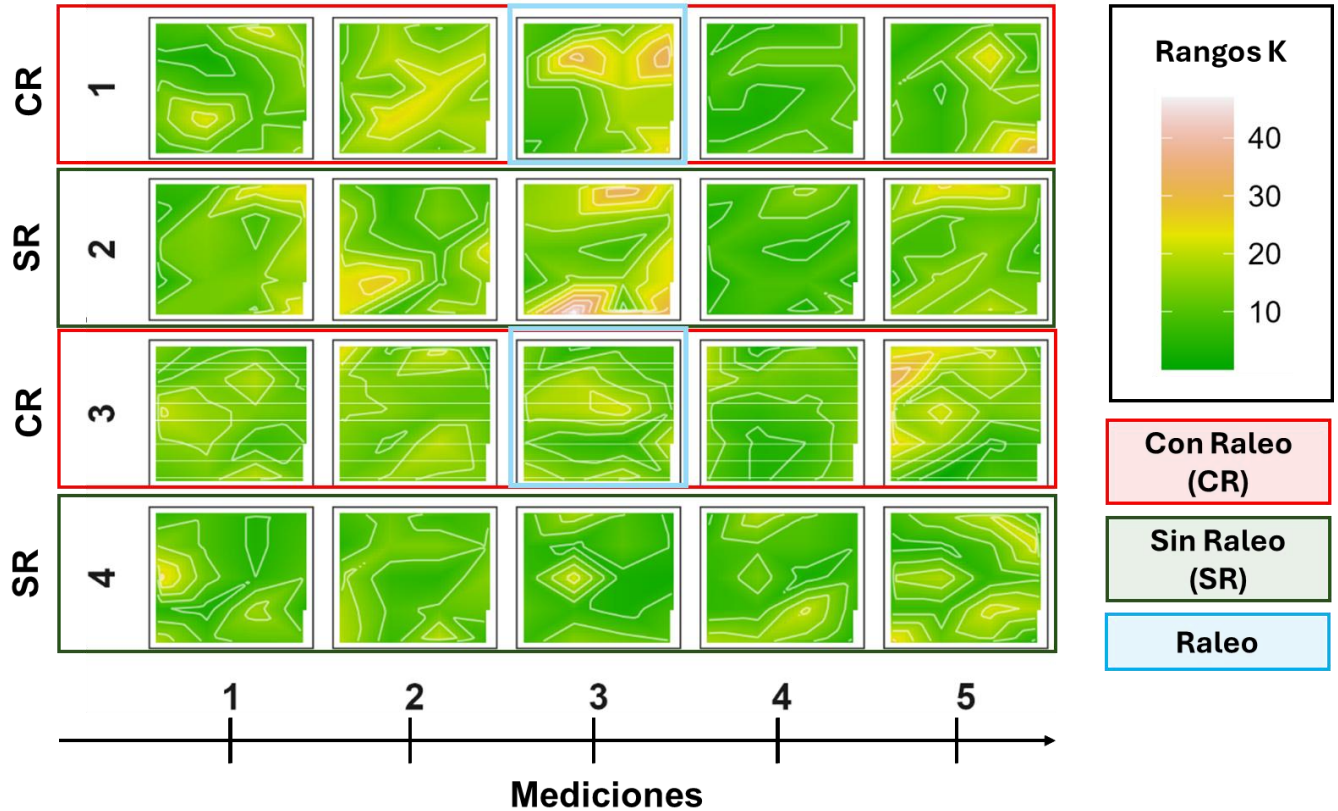 CR
1
SR
2
CR
3
SR
4
1
2
3
4
5
Mediciones
Rangos K
40
30
20
10
Con Raleo
(CR)
Sin Raleo
(SR)
Raleo